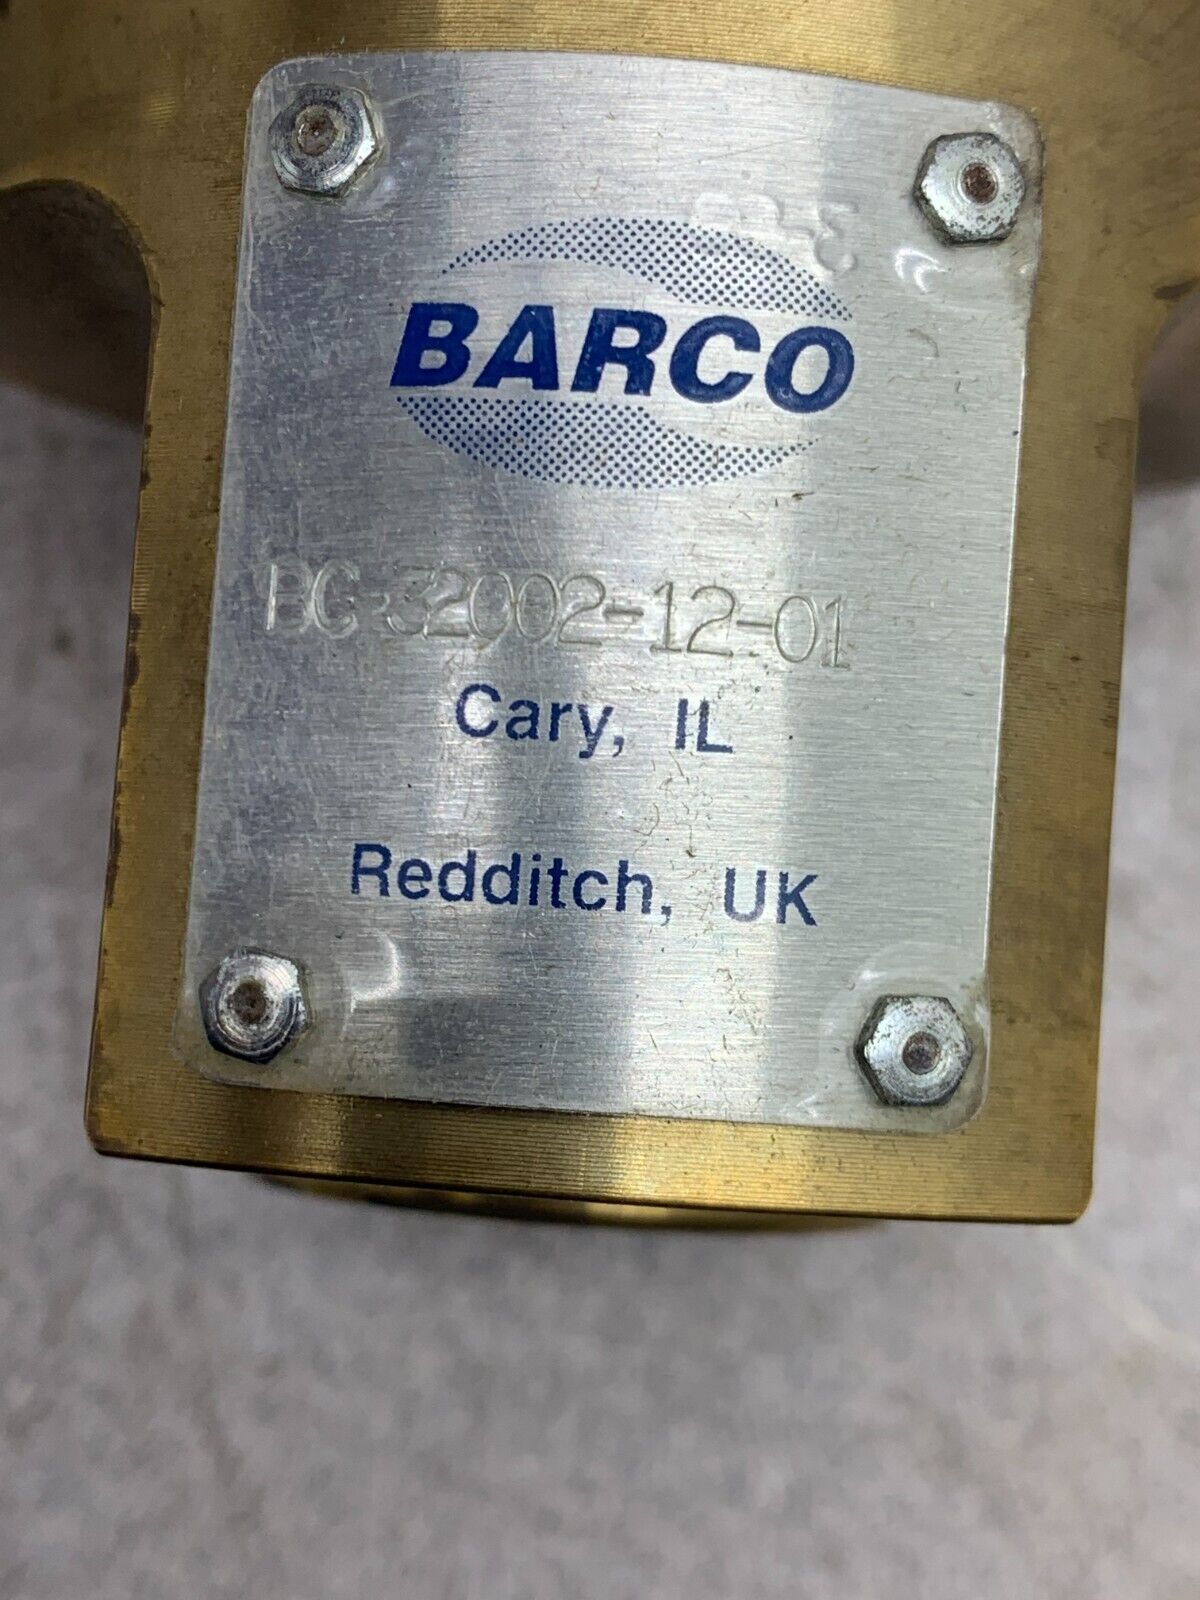 BARCO
BC-32002-12-01
Cary, IL
Redditch, UK